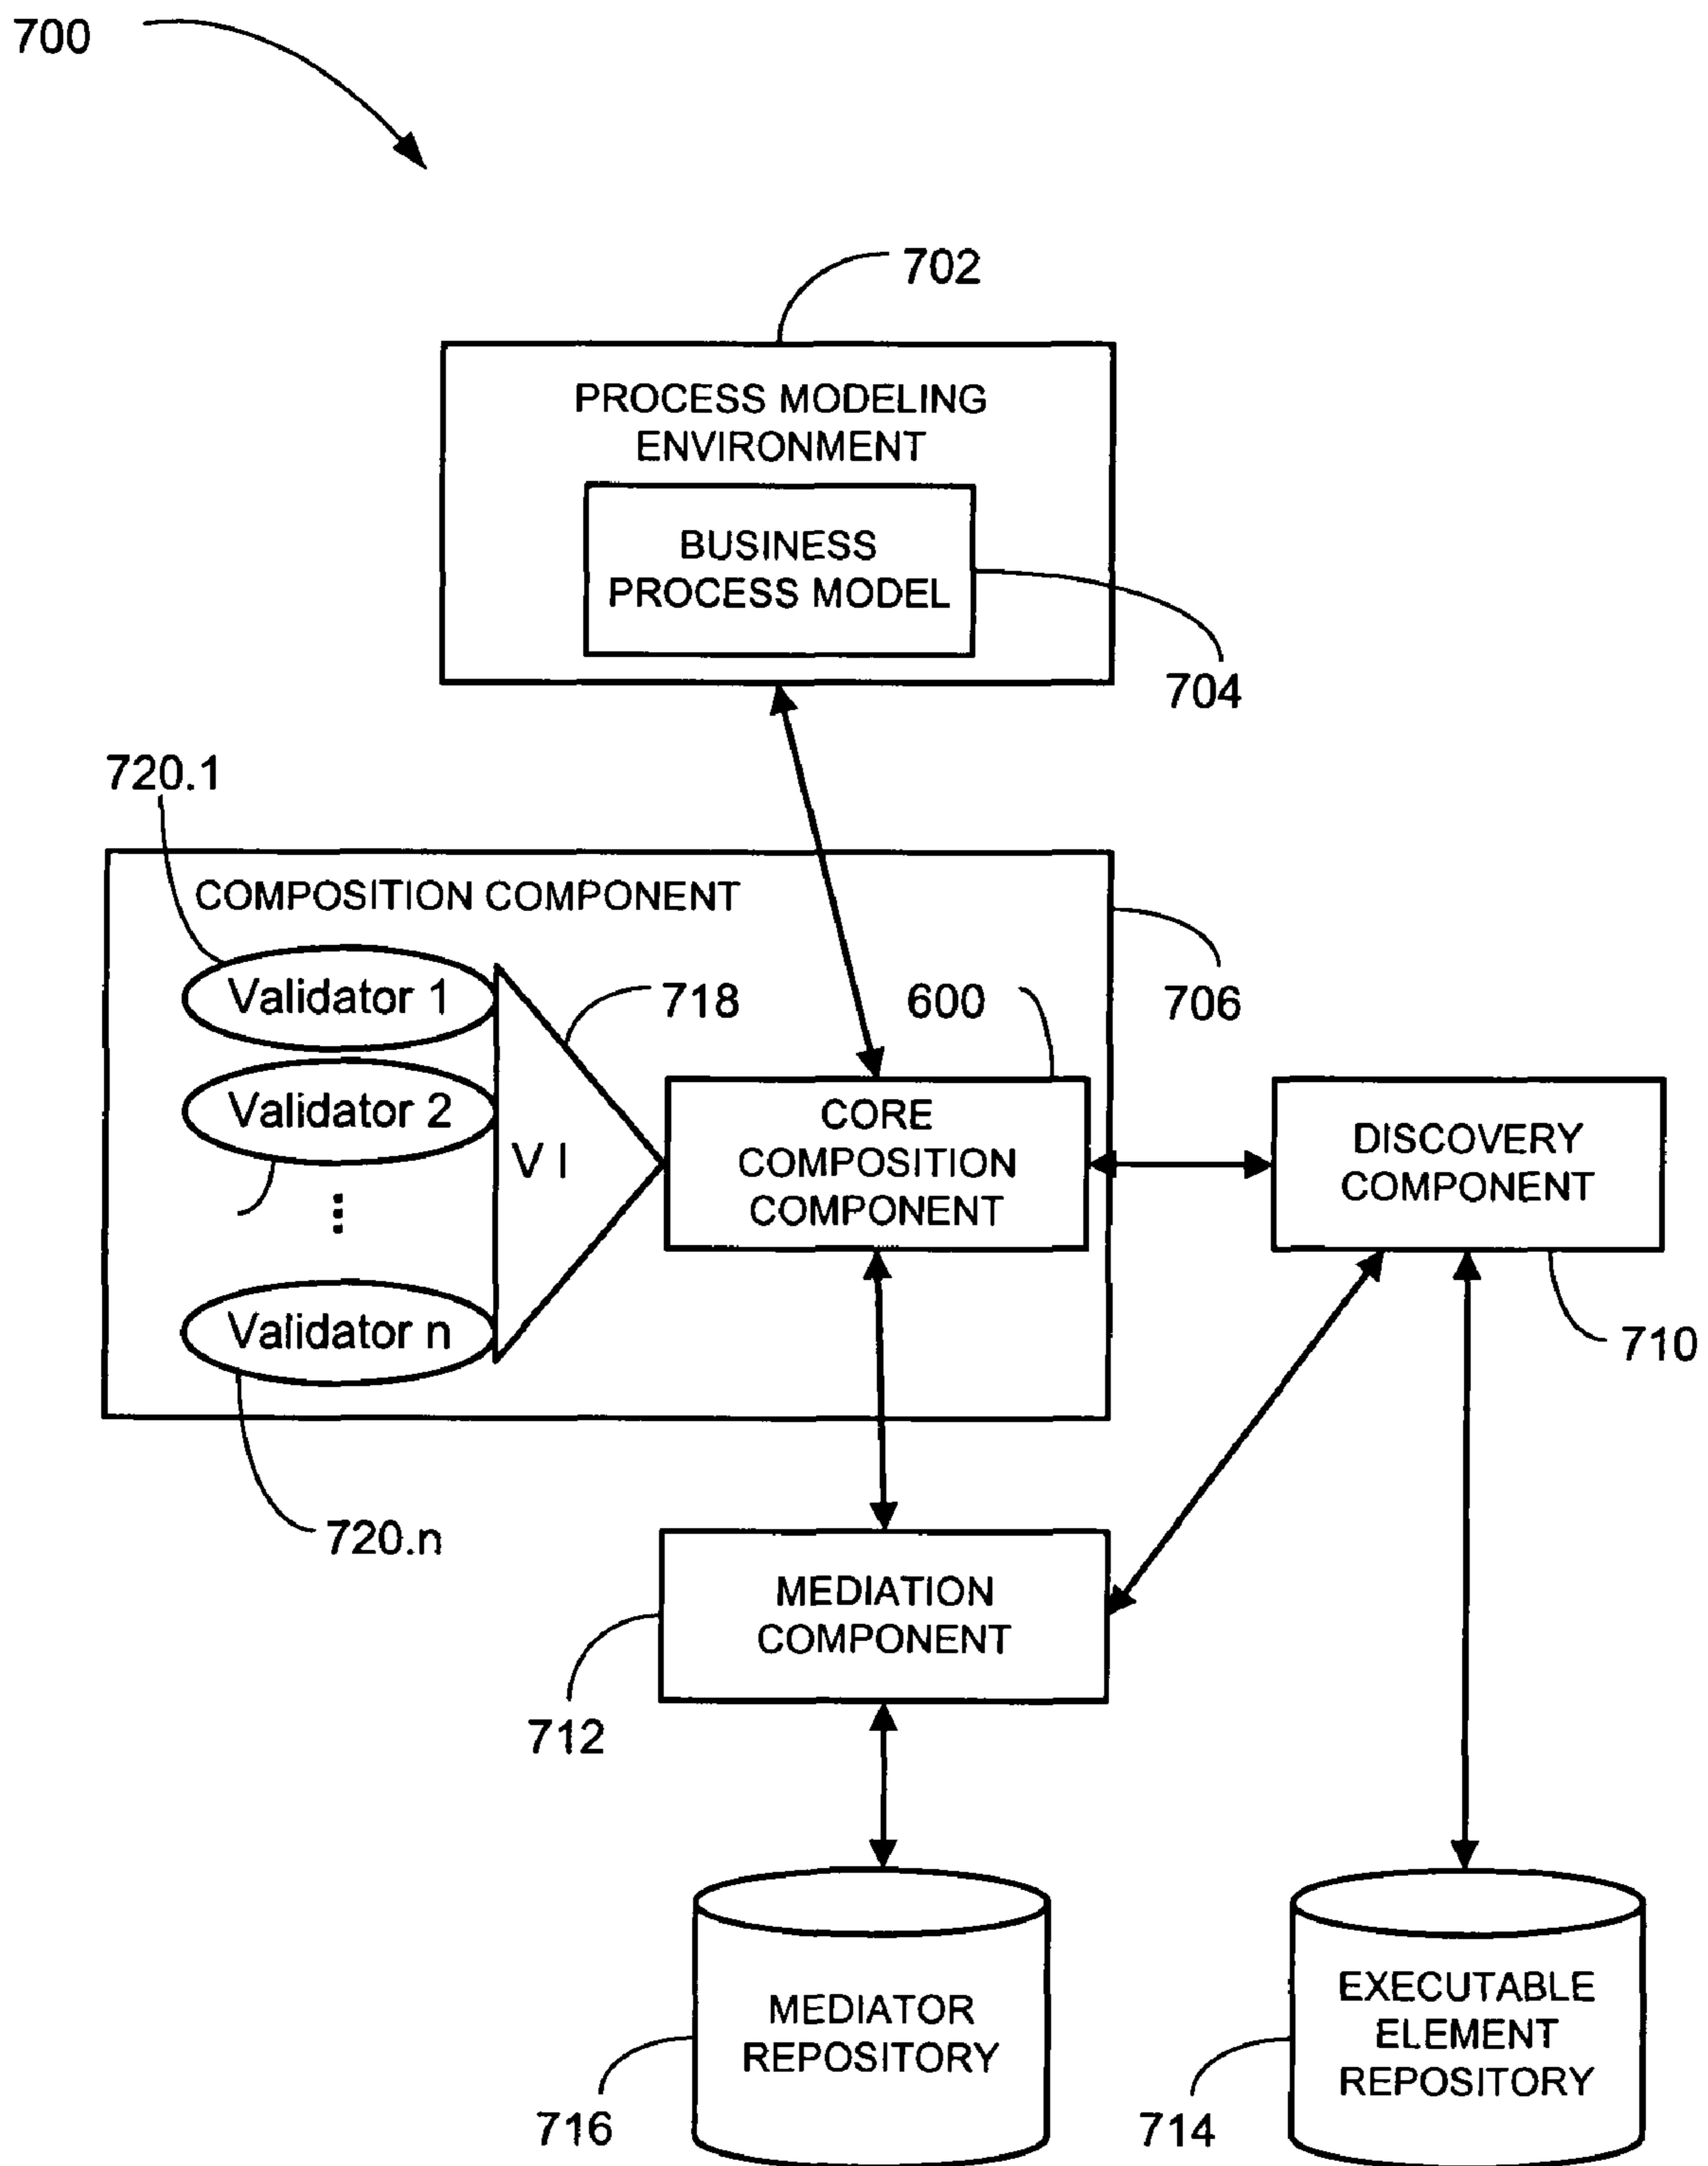 700
702
PROCESS MODELING
ENVIRONMENT
BUSINESS
PROCESS MODEL
704
720.1
COMPOSITION COMPONENT
Validator 1
718
600
706
Validator 2
V I
CORE
COMPOSITION
COMPONENT
DISCOVERY
COMPONENT
Validator n
710
720.n
MEDIATION
COMPONENT
712
MEDIATOR
REPOSITORY
716
EXECUTABLE
ELEMENT
REPOSITORY
714